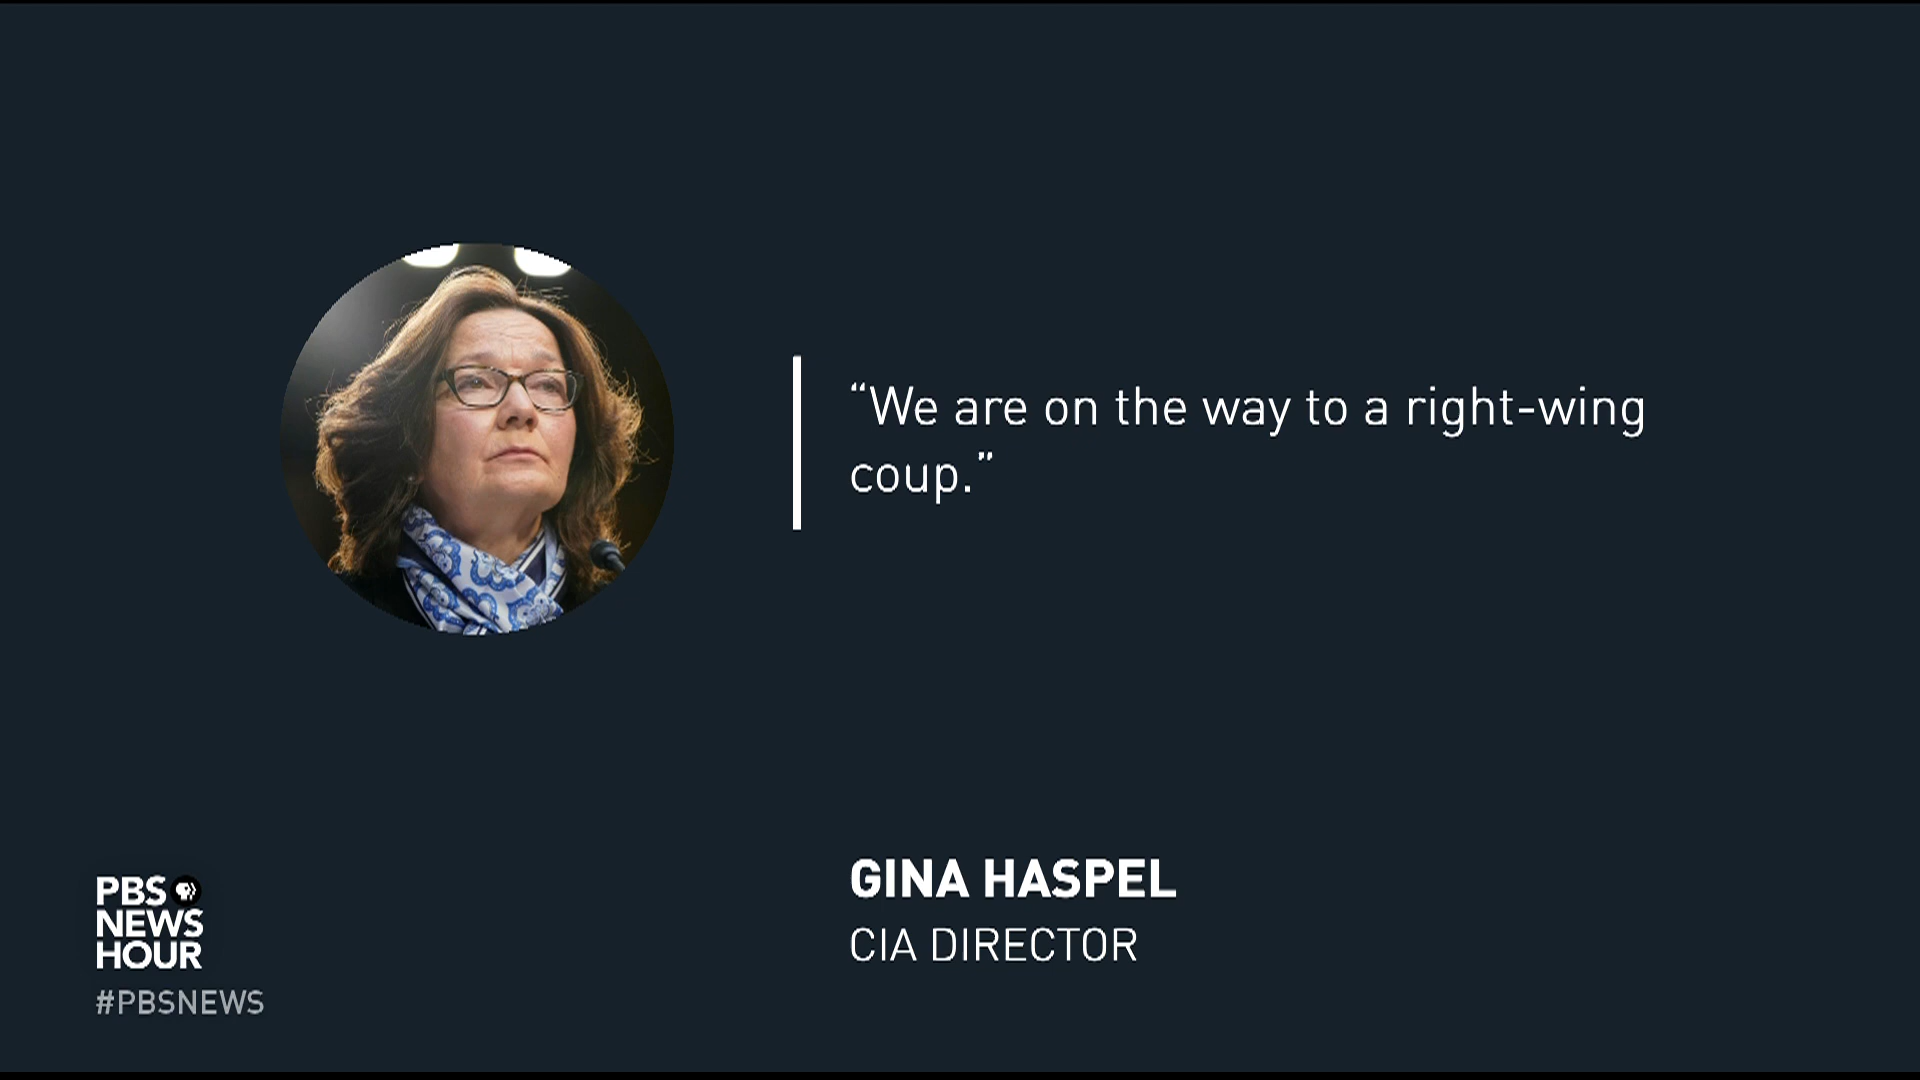 “We are on the way to a right-wing
coup.”
GINA HASPEL
CIA DIRECTOR
PBS
NEWS
HOUR
#PBSNEWS